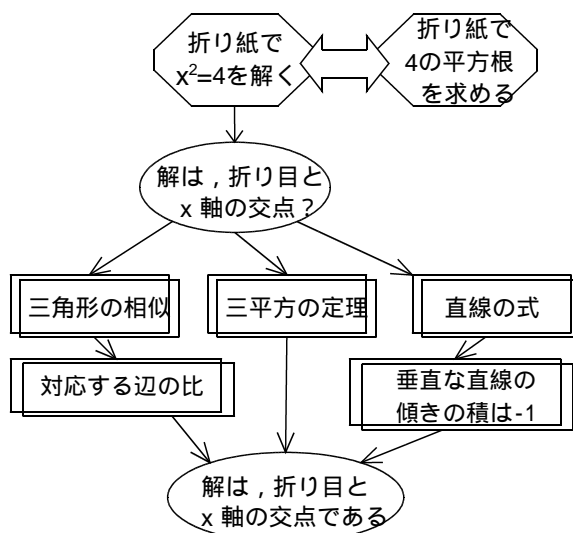 折り紙で
x²=4を解く
折り紙で
4の平方根
を求める
解は，折り目と
x 軸の交点？
三角形の相似
三平方の定理
直線の式
対応する辺の比
垂直な直線の
傾きの積は-1
解は，折り目と
x 軸の交点である